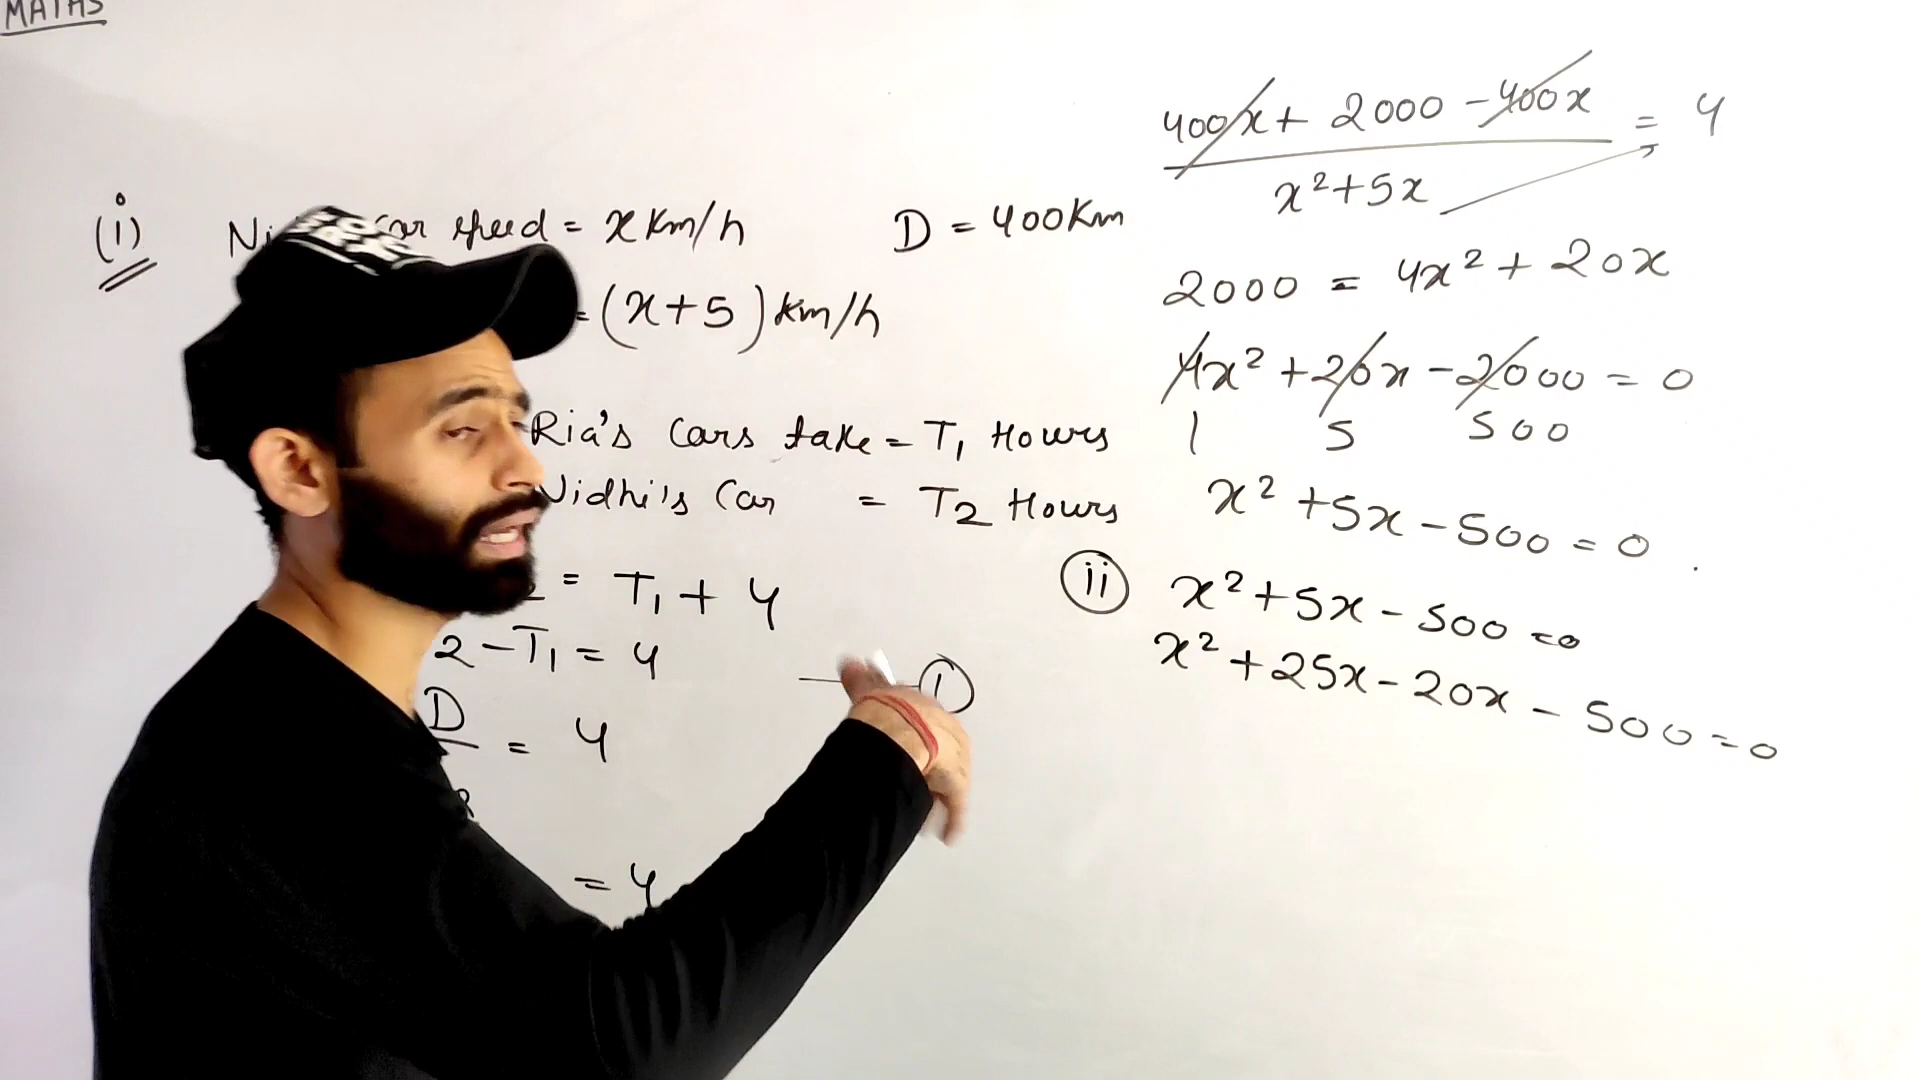 MATHS
(i) car speed = x km/h D = 400 Km
= (x+5) km/h
Ria's cars take = T1 Hours
Nidhi's Car = T2 Hours
= T1 + 4
2 - T1 = 4 ①
D = 4
= 4
400x + 2000 - 400x = 4
x² + 5x
2000 = 4x² + 20x
4x² + 20x - 2000 = 0
1 5 500
x² + 5x - 500 = 0
(ii) x² + 5x - 500 = 0
x² + 25x - 20x - 500 = 0